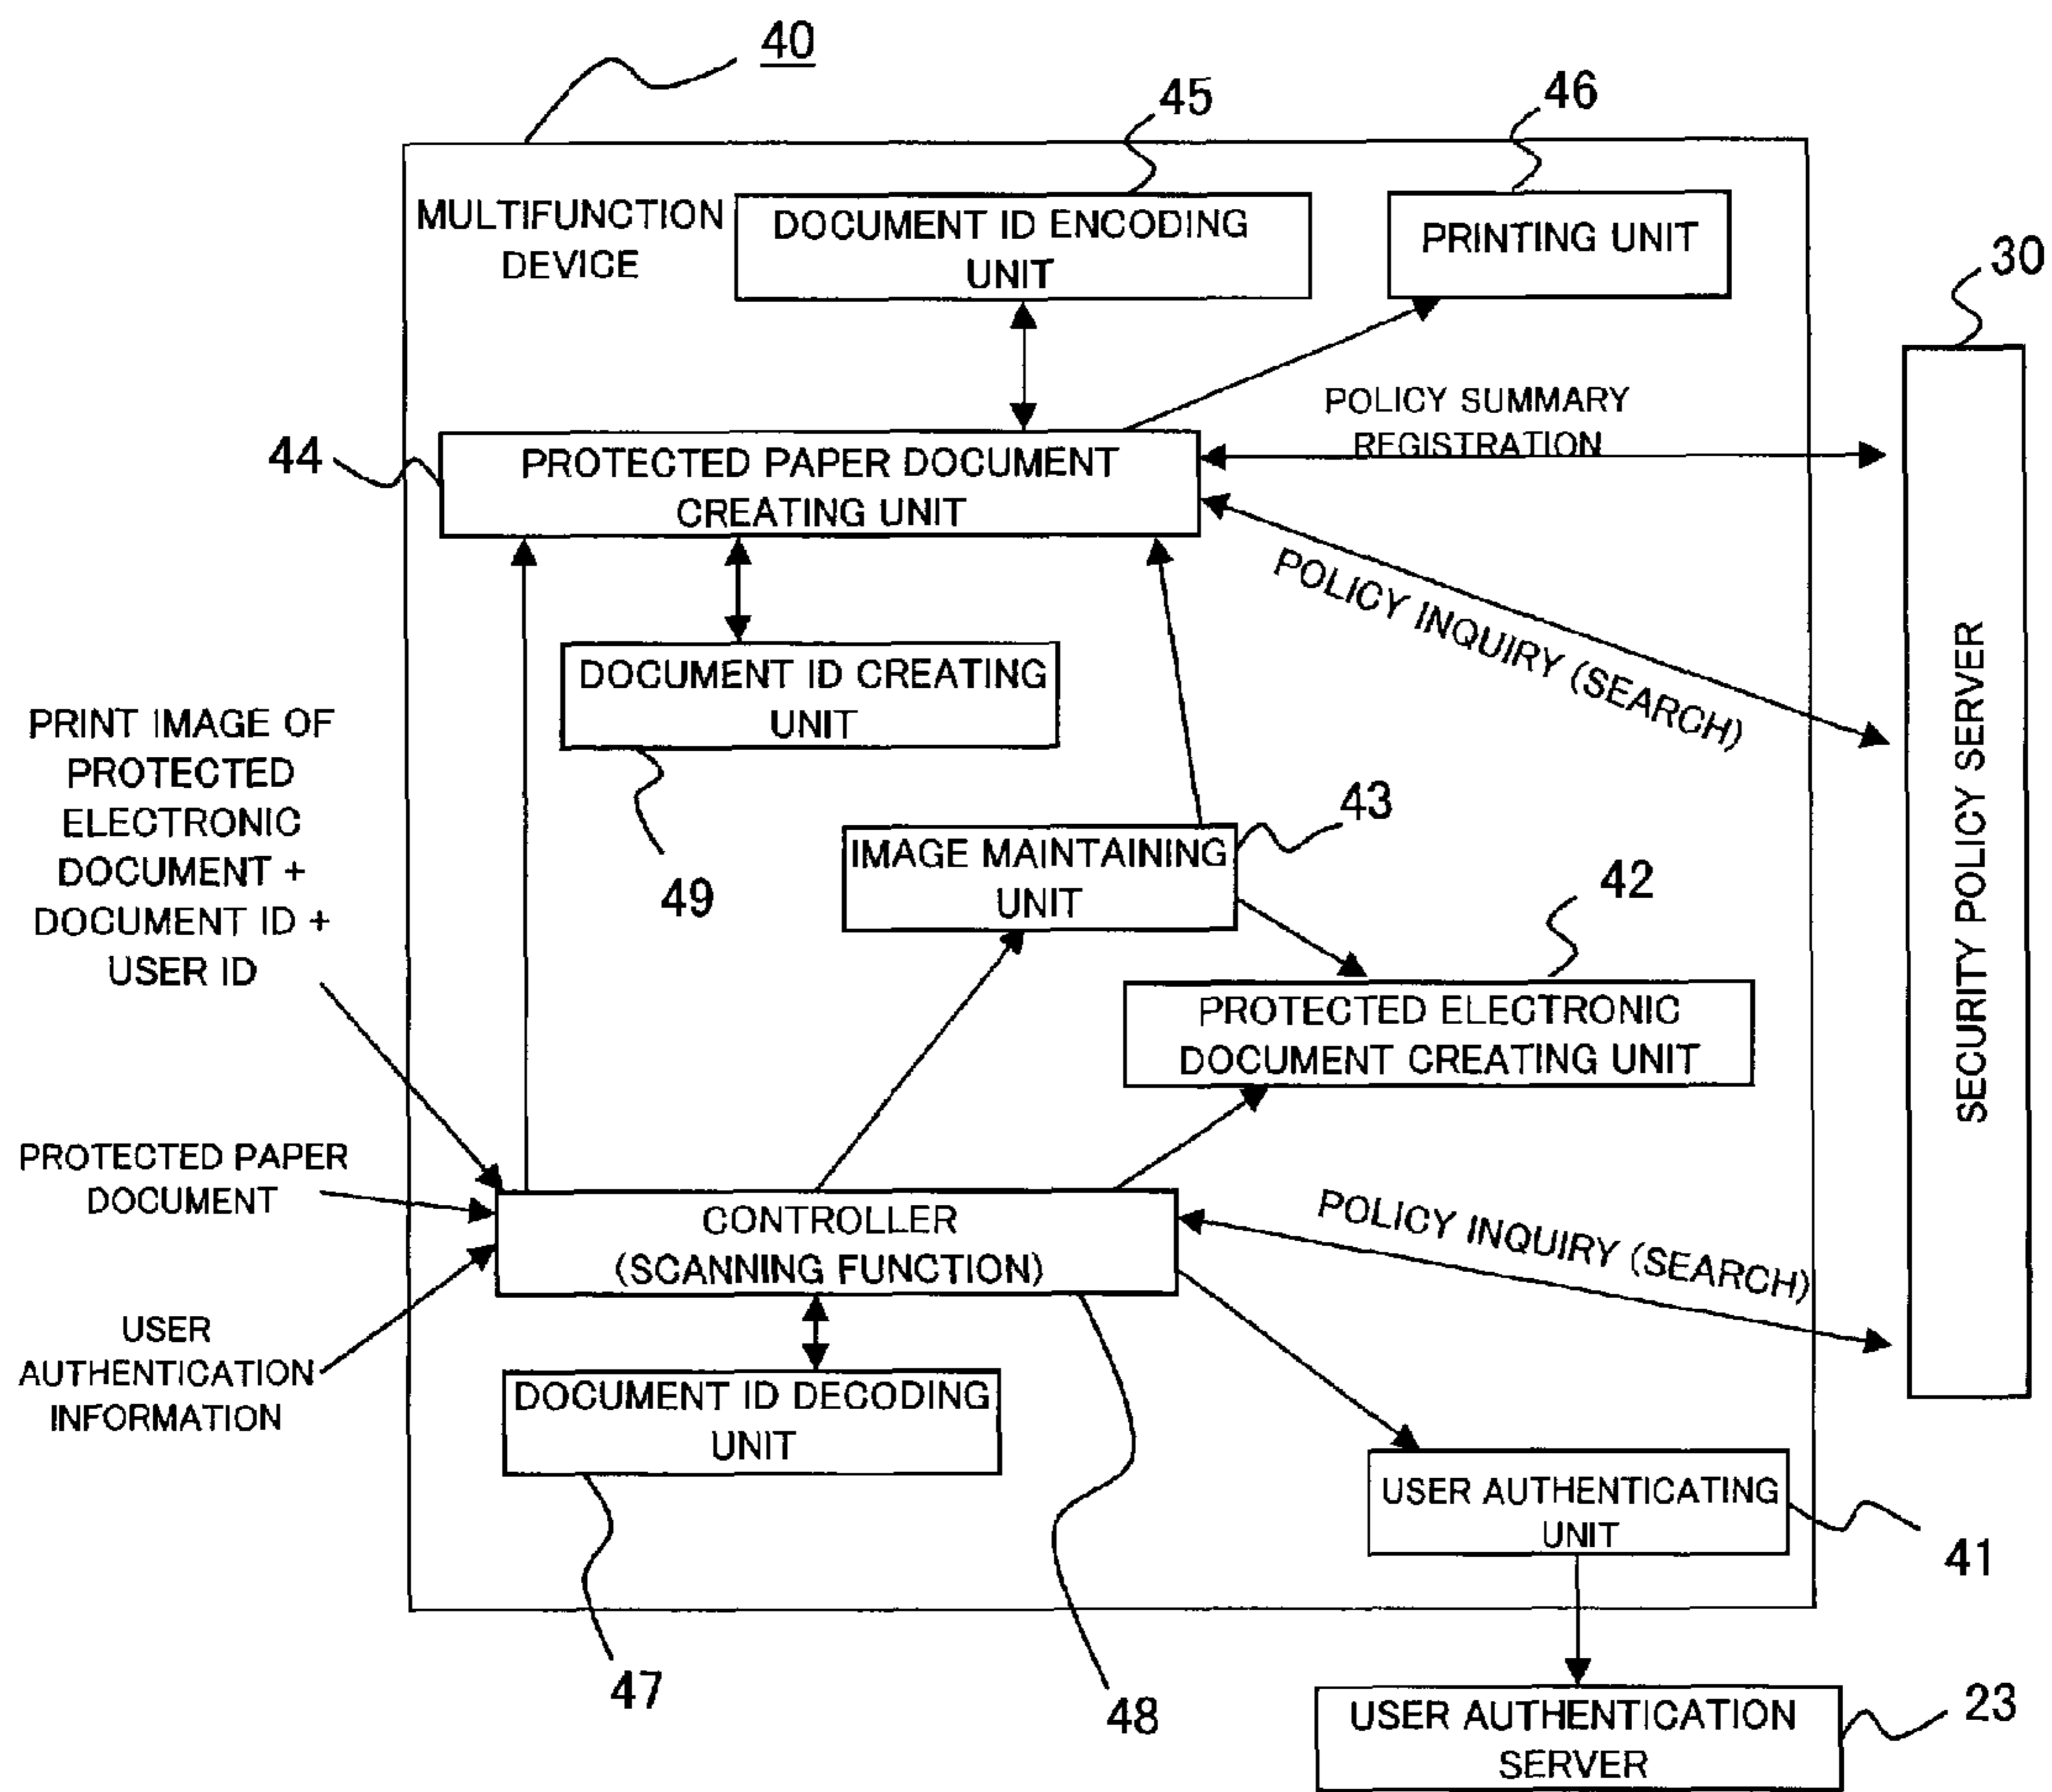 40
45
46
MULTIFUNCTION
DEVICE
DOCUMENT ID ENCODING
UNIT
PRINTING UNIT
30
POLICY SUMMARY
REGISTRATION
44
PROTECTED PAPER DOCUMENT
CREATING UNIT
POLICY INQUIRY (SEARCH)
DOCUMENT ID CREATING
UNIT
49
SECURITY POLICY SERVER
PRINT IMAGE OF
PROTECTED
ELECTRONIC
DOCUMENT +
DOCUMENT ID +
USER ID
43
IMAGE MAINTAINING
UNIT
42
PROTECTED ELECTRONIC
DOCUMENT CREATING UNIT
PROTECTED PAPER
DOCUMENT
CONTROLLER
(SCANNING FUNCTION)
POLICY INQUIRY (SEARCH)
USER
AUTHENTICATION
INFORMATION
DOCUMENT ID DECODING
UNIT
USER AUTHENTICATING
UNIT
41
47
48
23
USER AUTHENTICATION
SERVER